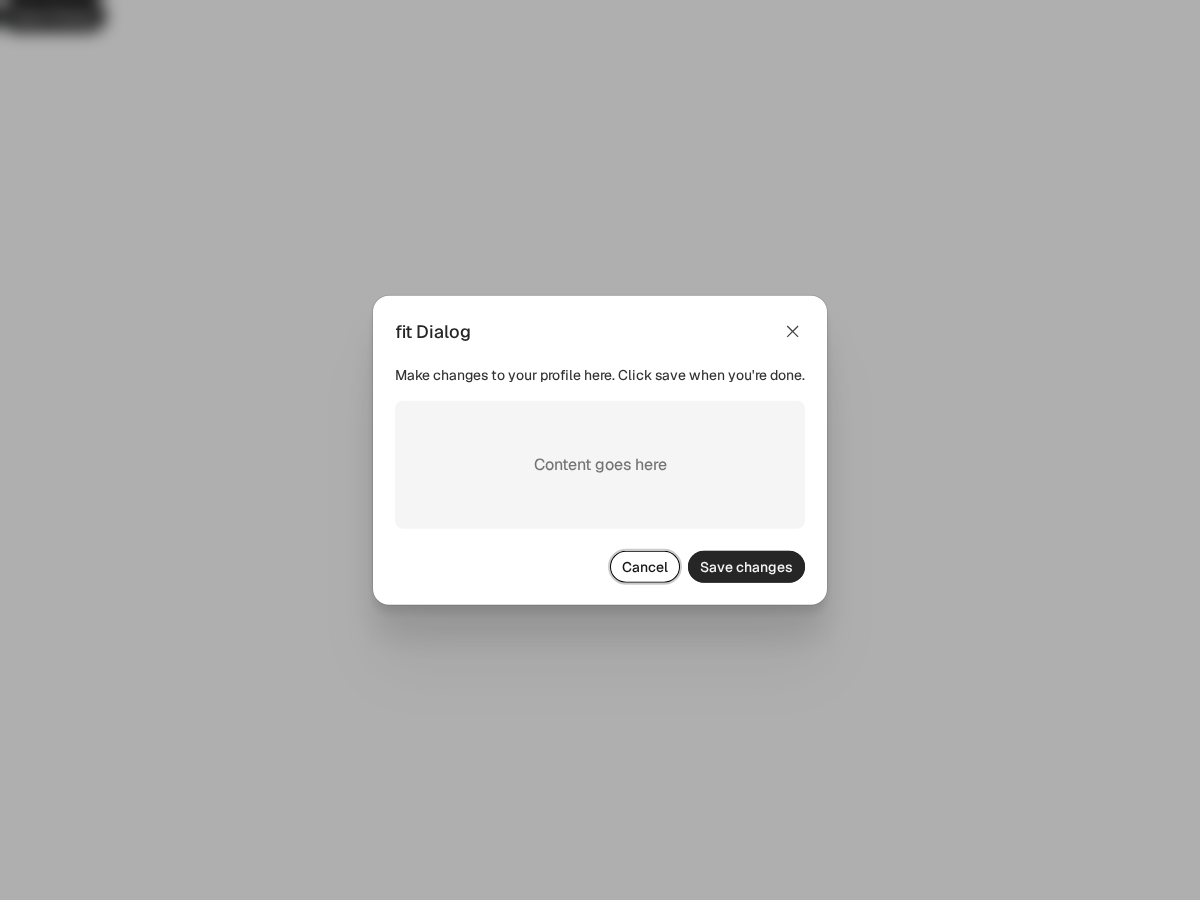 fit Dialog
Make changes to your profile here. Click save when you're done.
Content goes here
Cancel
Save changes